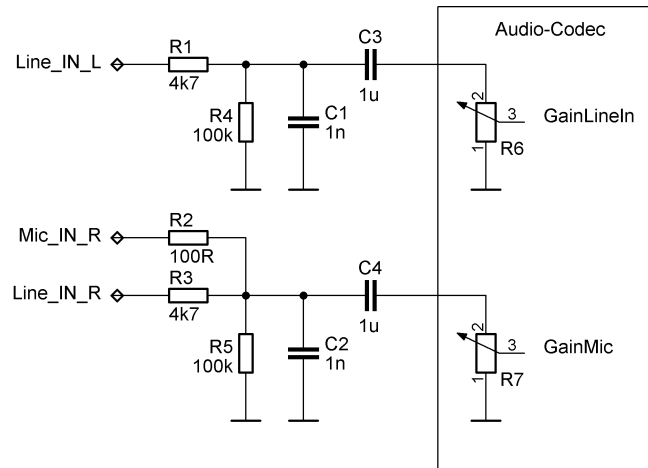 Audio-Codec
Line_IN_L
R1
4k7
C3
1u
R4
100k
C1
1n
2
3
1
R6
GainLineIn
Mic_IN_R
R2
100R
Line_IN_R
R3
4k7
C4
1u
R5
100k
C2
1n
2
3
1
R7
GainMic